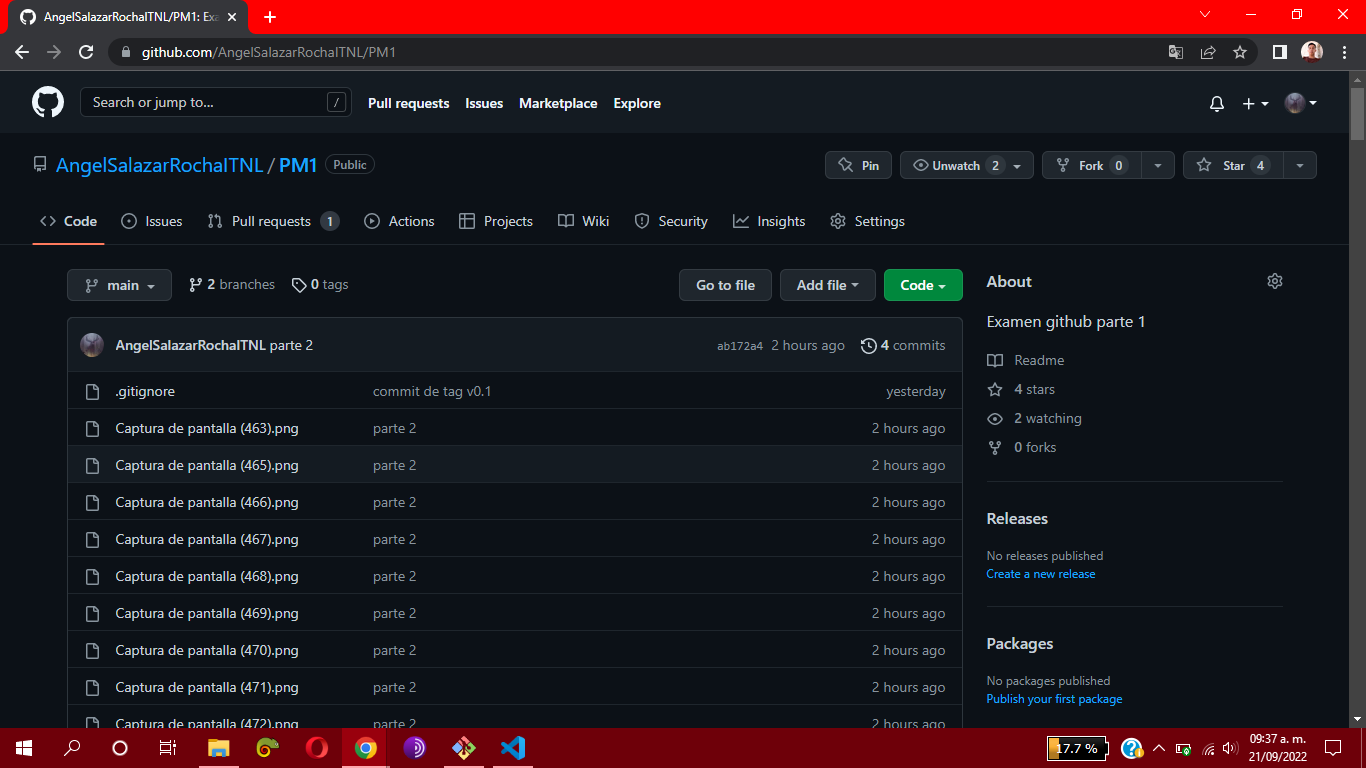 AngelSalazarRochaITNL/PM1: Exa
github.com/AngelSalazarRochaITNL/PM1
Search or jump to... /
Pull requests Issues Marketplace Explore
AngelSalazarRochaITNL / PM1 Public
Pin Unwatch 2 Fork 0 Star 4
Code Issues Pull requests 1 Actions Projects Wiki Security Insights Settings
main 2 branches 0 tags Go to file Add file Code
AngelSalazarRochaITNL parte 2 ab172a4 2 hours ago 4 commits
.gitignore commit de tag v0.1 yesterday
Captura de pantalla (463).png parte 2 2 hours ago
Captura de pantalla (465).png parte 2 2 hours ago
Captura de pantalla (466).png parte 2 2 hours ago
Captura de pantalla (467).png parte 2 2 hours ago
Captura de pantalla (468).png parte 2 2 hours ago
Captura de pantalla (469).png parte 2 2 hours ago
Captura de pantalla (470).png parte 2 2 hours ago
Captura de pantalla (471).png parte 2 2 hours ago
Captura de pantalla (472).png parte 2 2 hours ago
About
Examen github parte 1
Readme
4 stars
2 watching
0 forks
Releases
No releases published
Create a new release
Packages
No packages published
Publish your first package
17.7 %
09:37 a. m.
21/09/2022